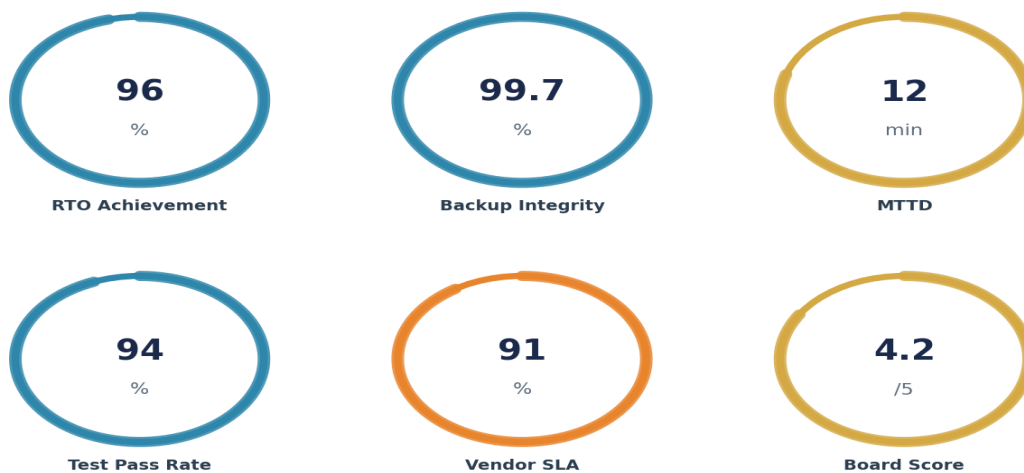 96
%
RTO Achievement
99.7
%
Backup Integrity
12
min
MTTD
94
%
Test Pass Rate
91
%
Vendor SLA
4.2
/5
Board Score